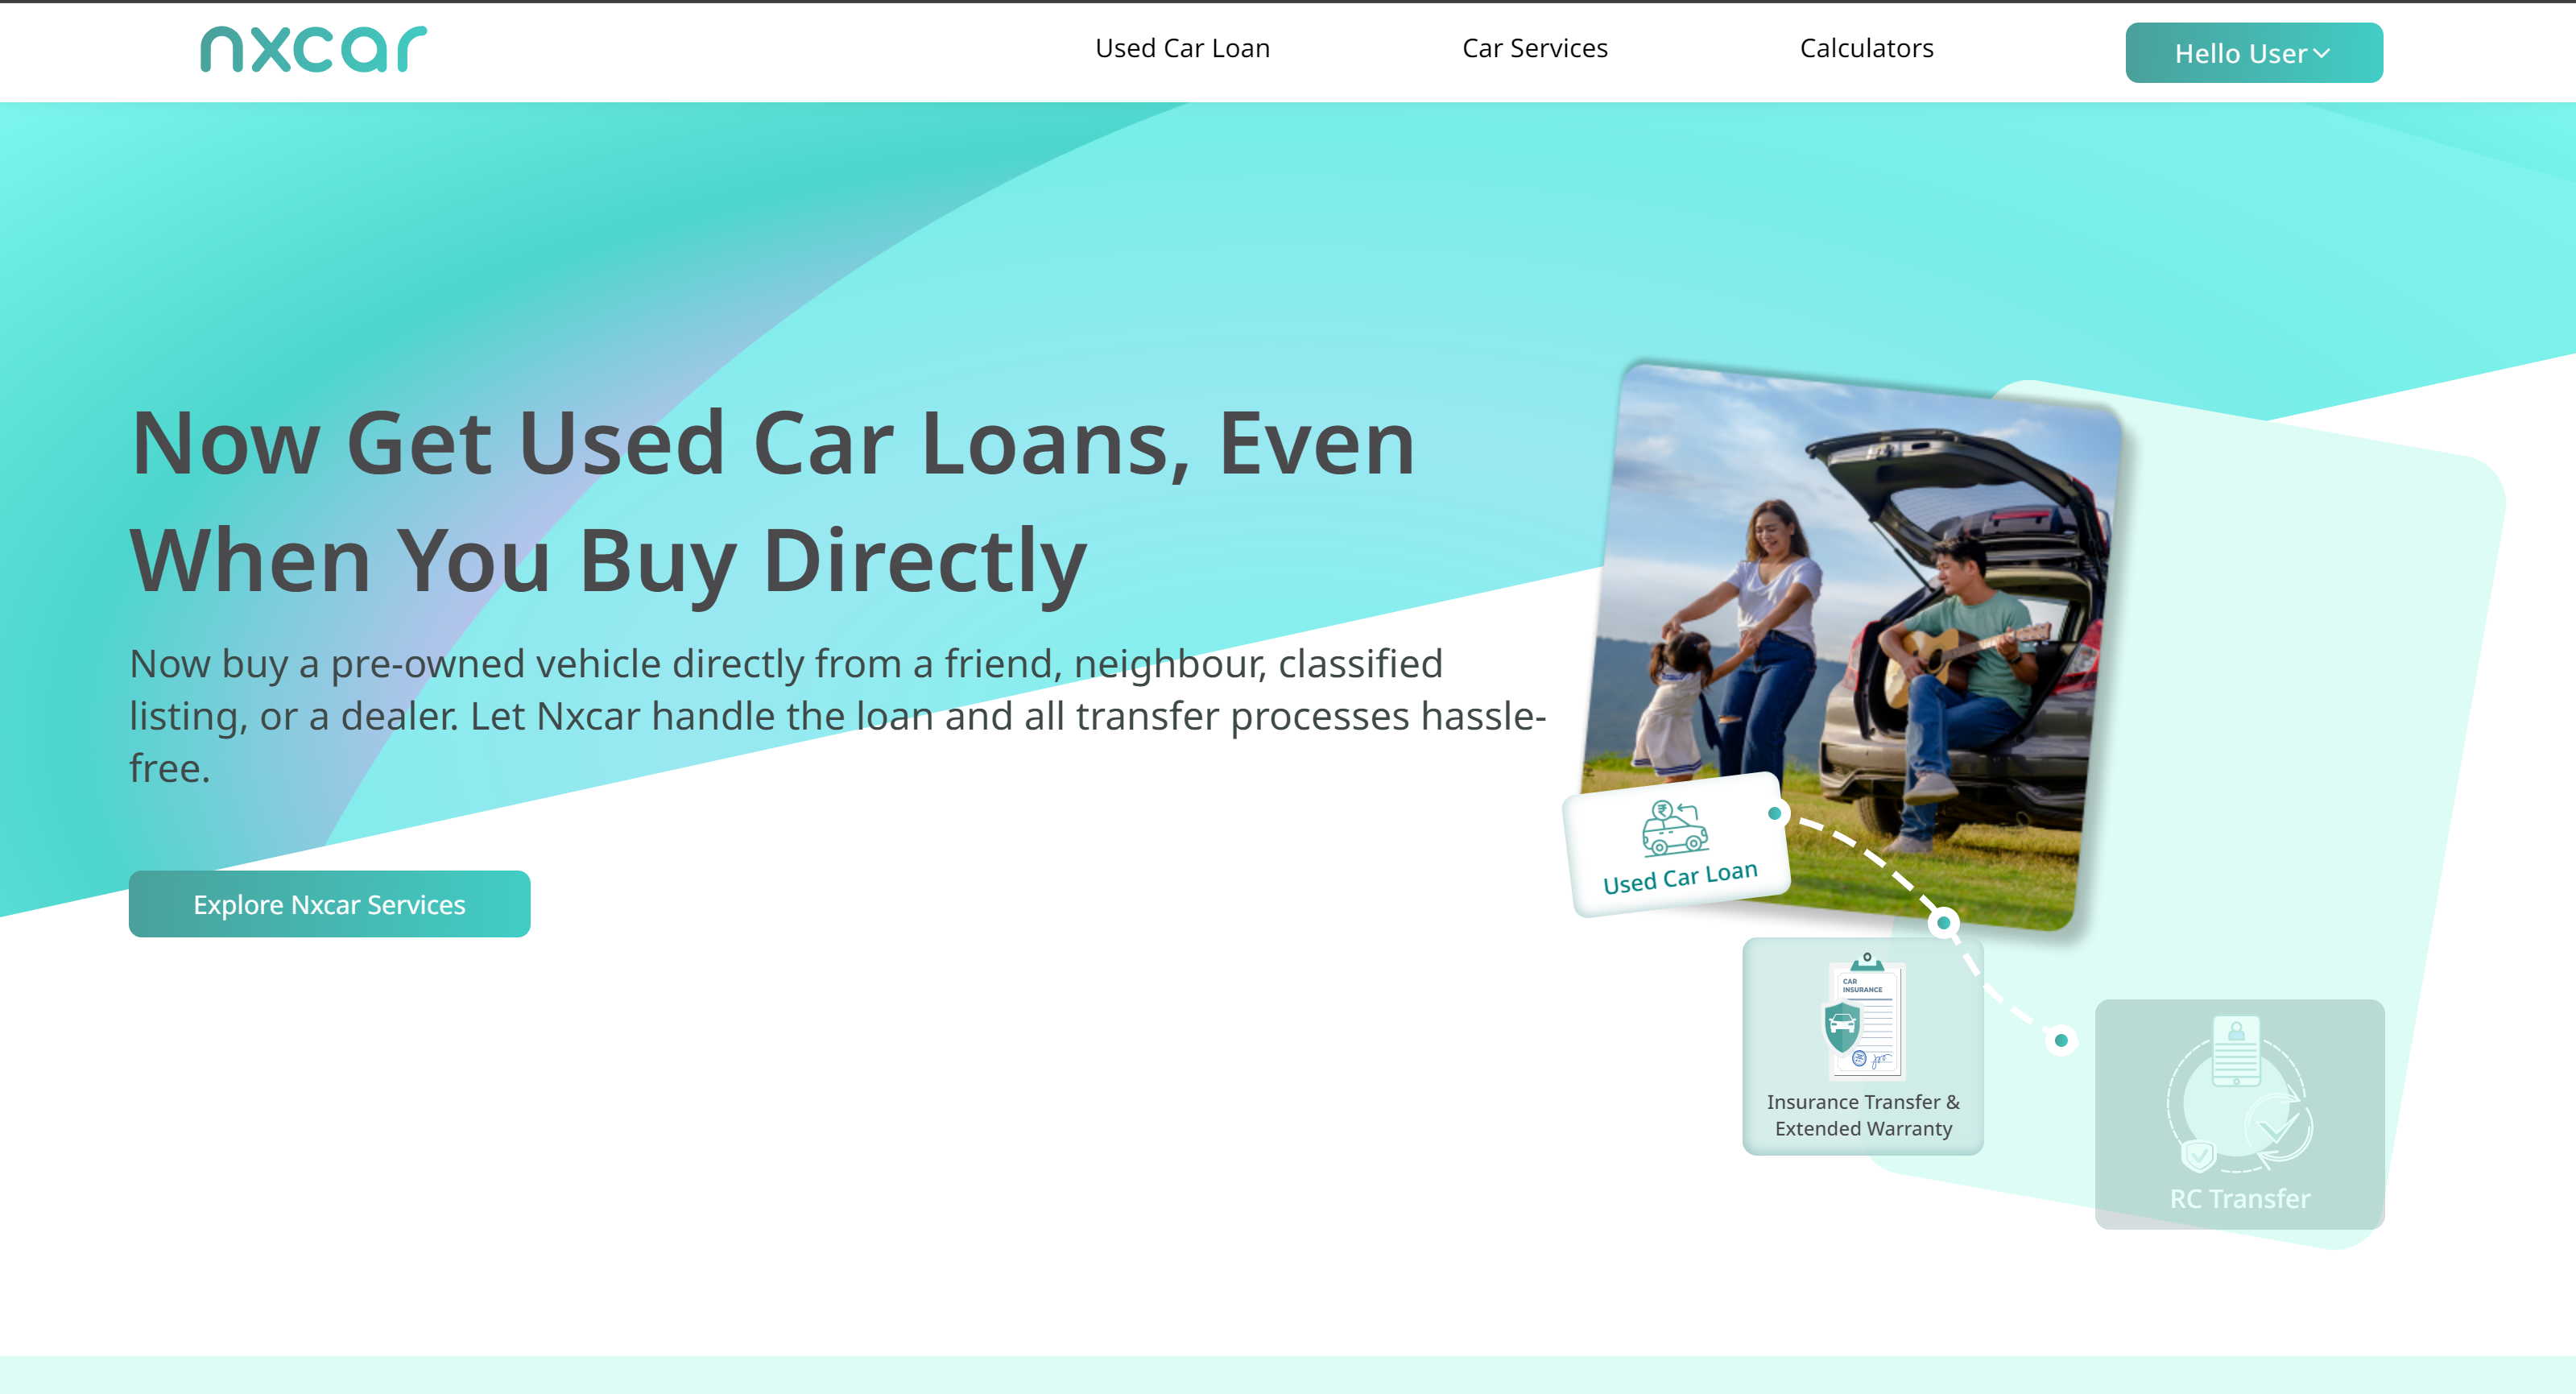 nxcar
Used Car Loan
Car Services
Calculators
Hello User
Now Get Used Car Loans, Even
When You Buy Directly
Now buy a pre-owned vehicle directly from a friend, neighbour, classified
listing, or a dealer. Let Nxcar handle the loan and all transfer processes hassle-
free.
Explore Nxcar Services
₹
Used Car Loan
CAR
INSURANCE
Insurance Transfer &
Extended Warranty
RC Transfer